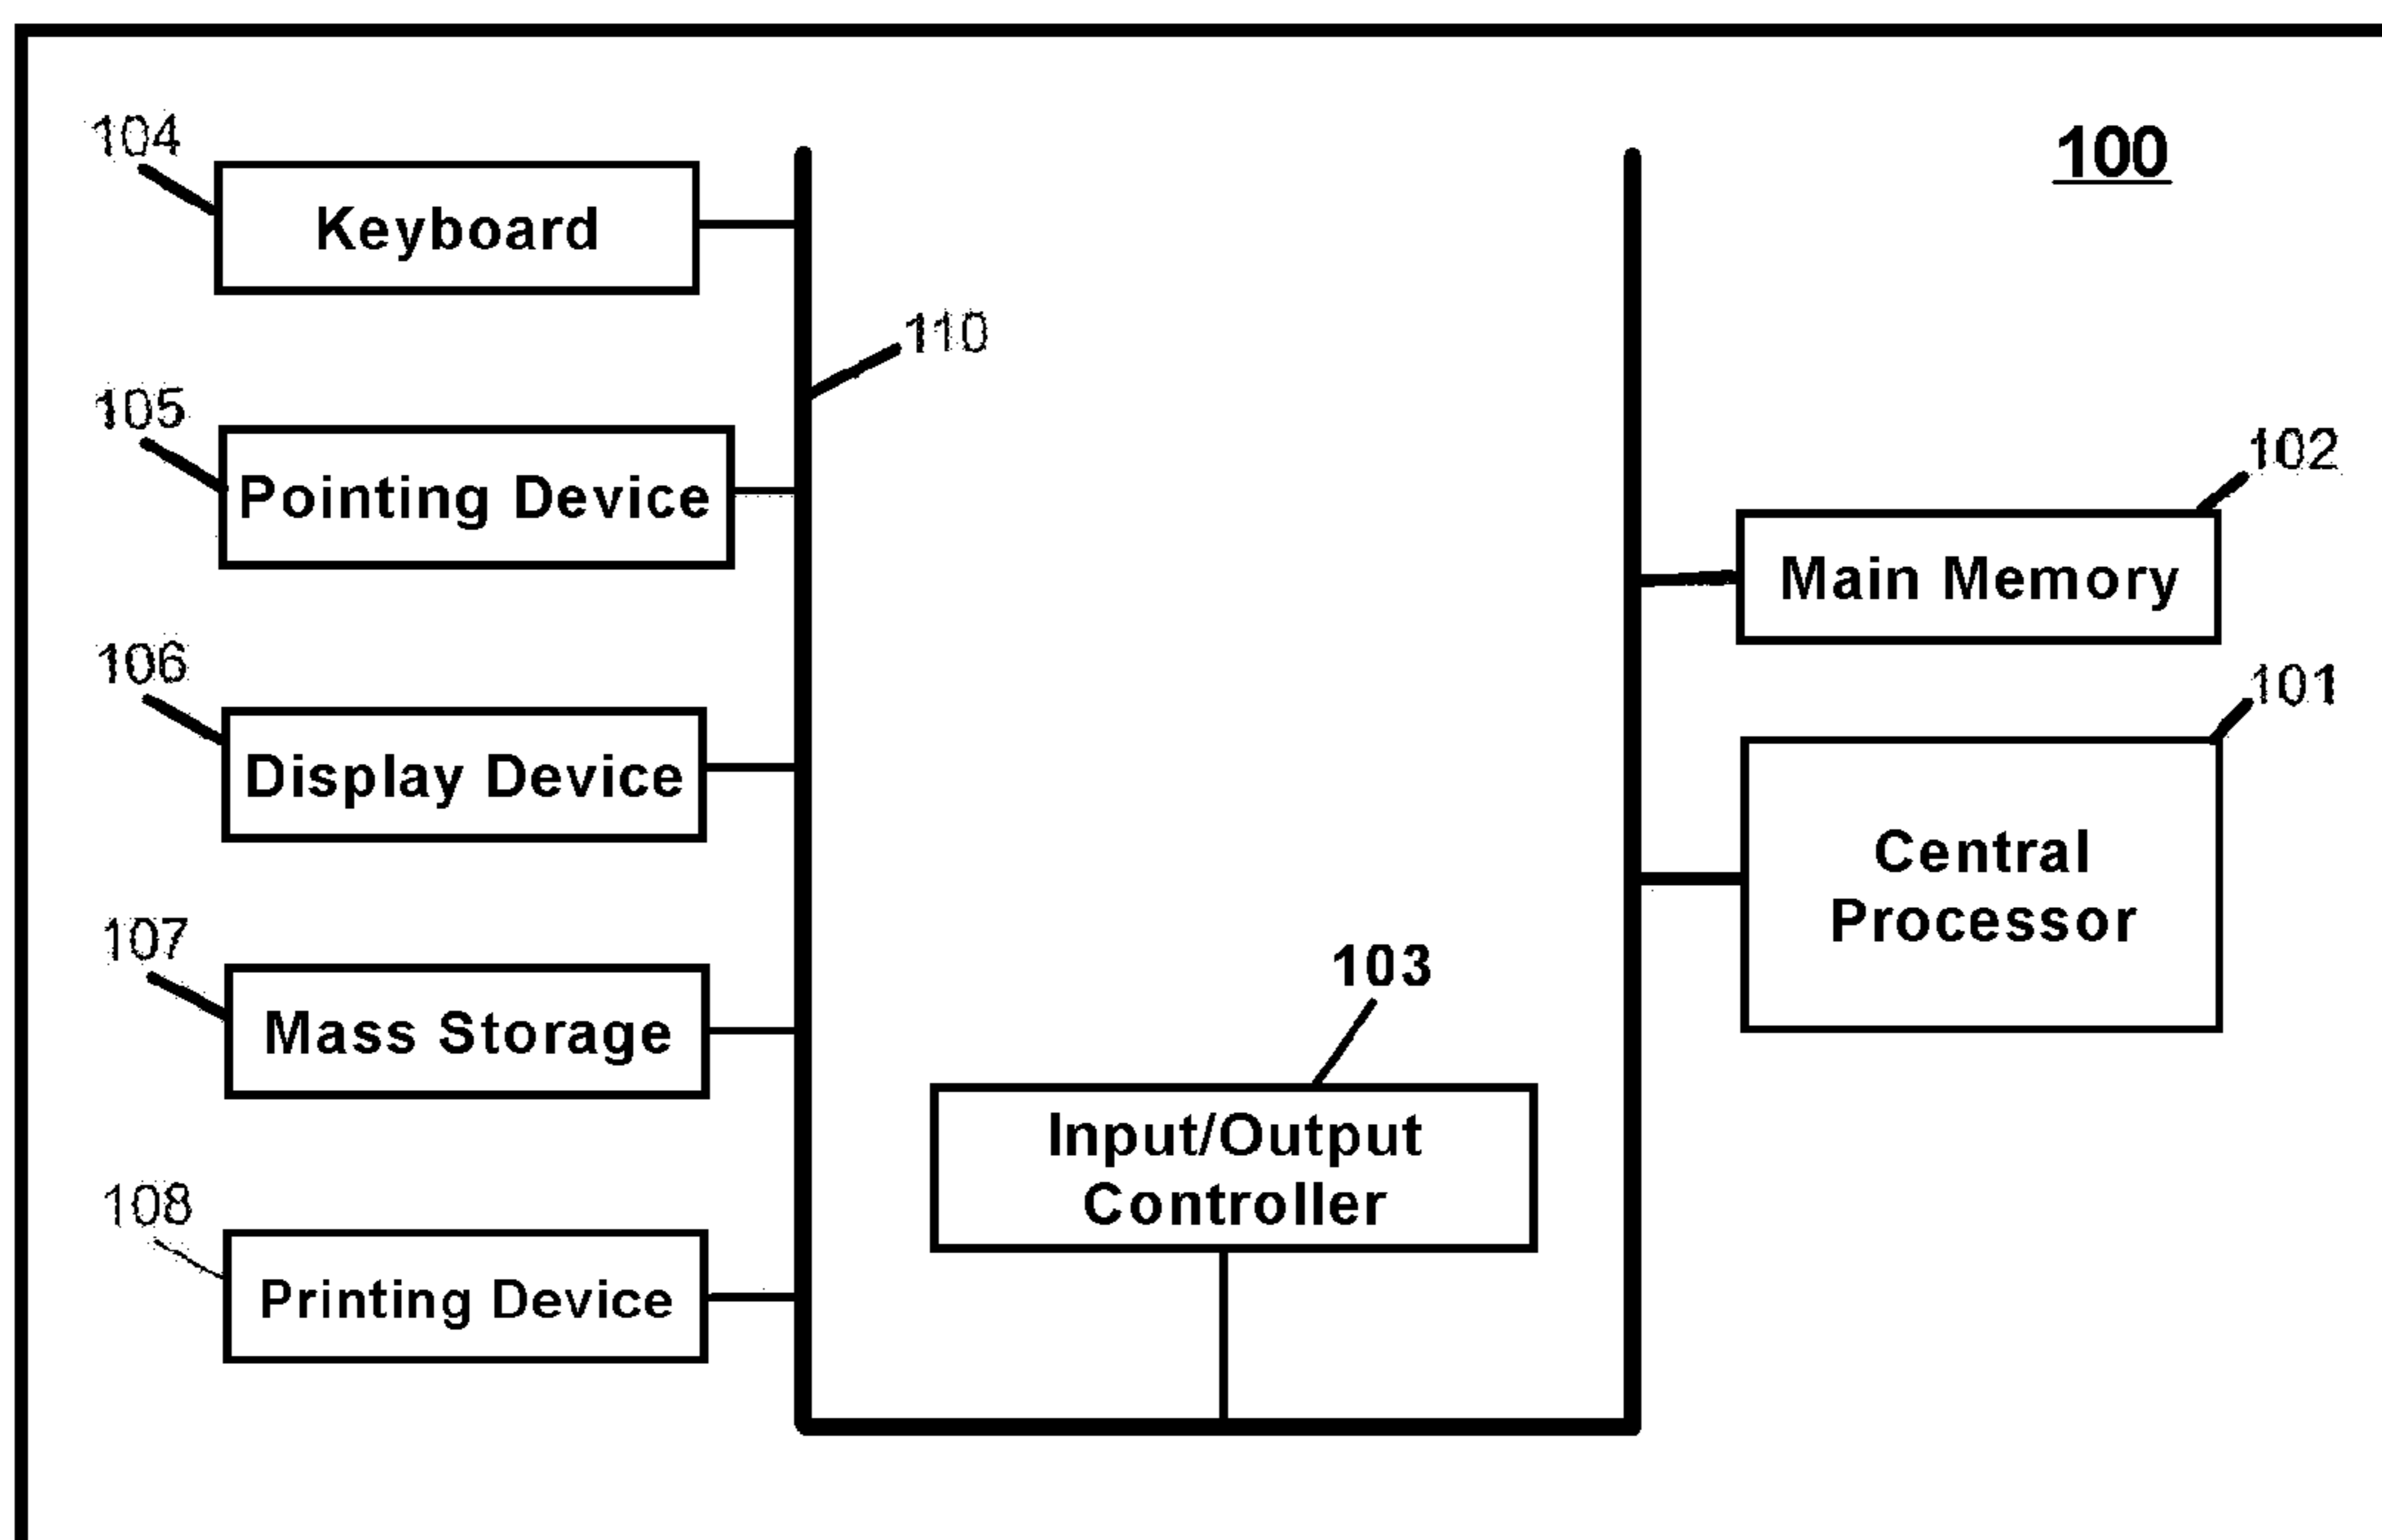 104
100
Keyboard
110
105
102
Pointing Device
Main Memory
106
101
Display Device
Central
Processor
107
103
Mass Storage
Input/Output
Controller
108
Printing Device